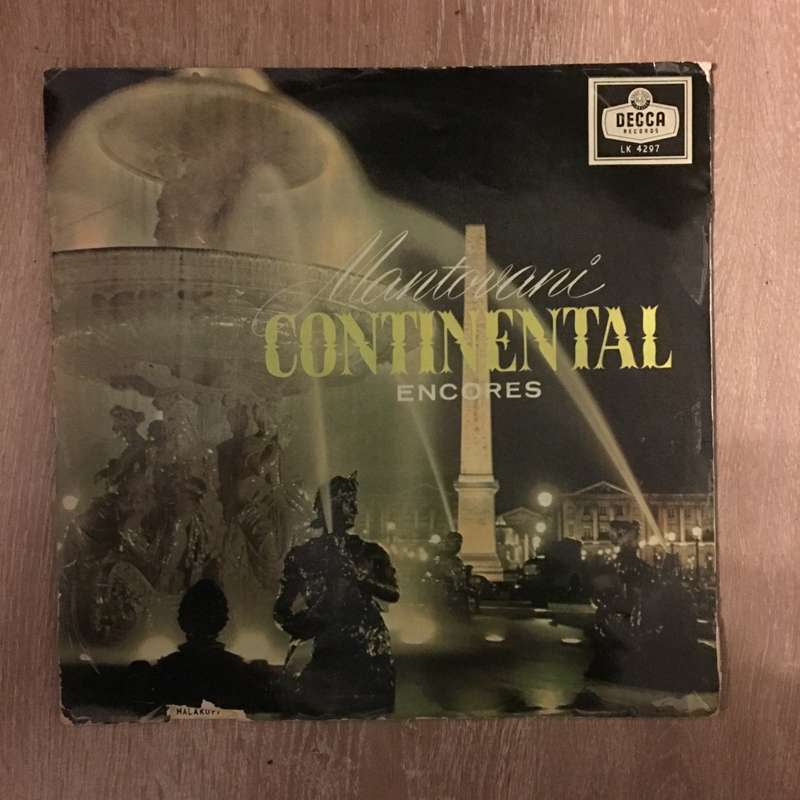 DECCA
RECORDS
LK 4297
Mantovani
CONTINENTAL
ENCORES